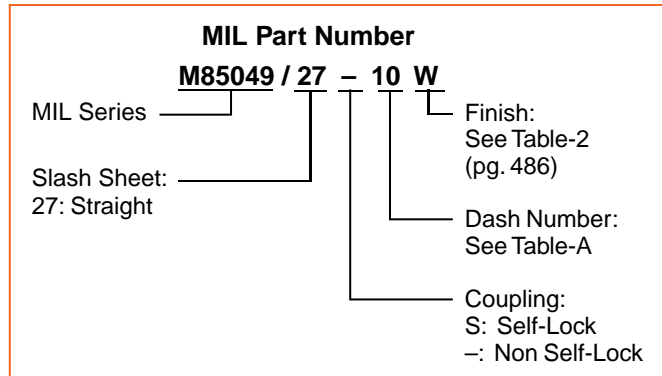 MIL Part Number
M85049 / 27 – 10 W
MIL Series
Slash Sheet:
27: Straight
Finish:
See Table-2
(pg. 486)
Dash Number:
See Table-A
Coupling:
S: Self-Lock
–: Non Self-Lock